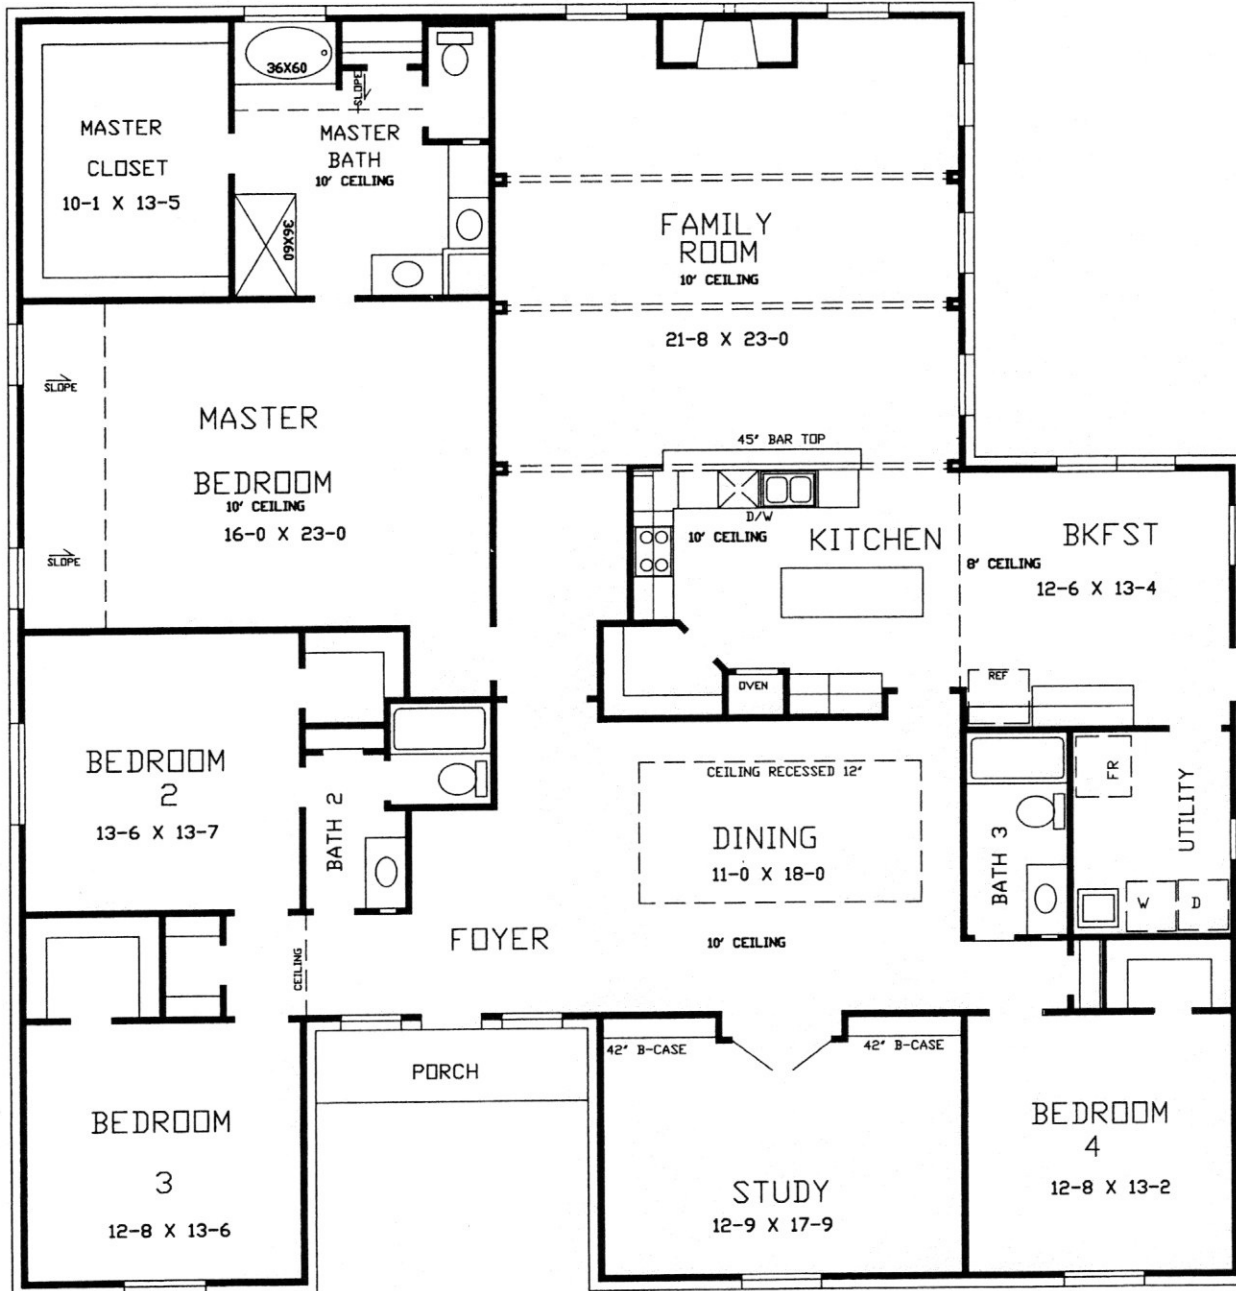 36X60
SLOPE
MASTER
CLOSET
10-1 X 13-5
MASTER
BATH
10' CEILING
36X60
FAMILY
ROOM
10' CEILING
21-8 X 23-0
SLOPE
MASTER
BEDROOM
10' CEILING
16-0 X 23-0
SLOPE
45" BAR TOP
D/W
10' CEILING
KITCHEN
BKFST
8' CEILING
12-6 X 13-4
OVEN
REF
BEDROOM
2
13-6 X 13-7
BATH 2
CEILING RECESSED 12"
DINING
11-0 X 18-0
BATH 3
FR
UTILITY
W
D
FOYER
10' CEILING
CEILING
PORCH
42" B-CASE
42" B-CASE
BEDROOM
3
12-8 X 13-6
STUDY
12-9 X 17-9
BEDROOM
4
12-8 X 13-2